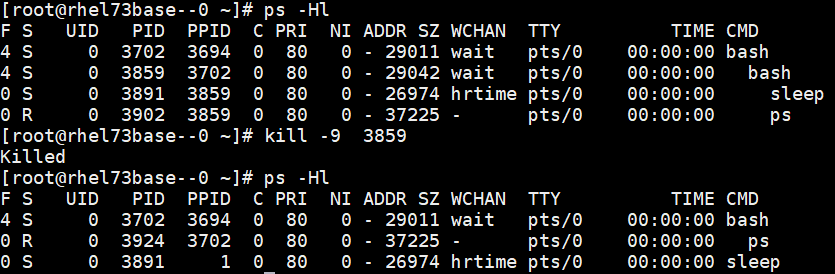 [root@rhel73base--0 ~]# ps -Hl
F S   UID   PID  PPID  C PRI  NI ADDR SZ WCHAN  TTY          TIME CMD
4 S     0  3702  3694  0  80   0 - 29011 wait   pts/0    00:00:00 bash
4 S     0  3859  3702  0  80   0 - 29042 wait   pts/0    00:00:00   bash
0 S     0  3891  3859  0  80   0 - 26974 hrtime pts/0    00:00:00     sleep
0 R     0  3902  3859  0  80   0 - 37225 -      pts/0    00:00:00     ps
[root@rhel73base--0 ~]# kill -9  3859
Killed
[root@rhel73base--0 ~]# ps -Hl
F S   UID   PID  PPID  C PRI  NI ADDR SZ WCHAN  TTY          TIME CMD
4 S     0  3702  3694  0  80   0 - 29011 wait   pts/0    00:00:00 bash
0 R     0  3924  3702  0  80   0 - 37225 -      pts/0    00:00:00   ps
0 S     0  3891     1  0  80   0 - 26974 hrtime pts/0    00:00:00 sleep